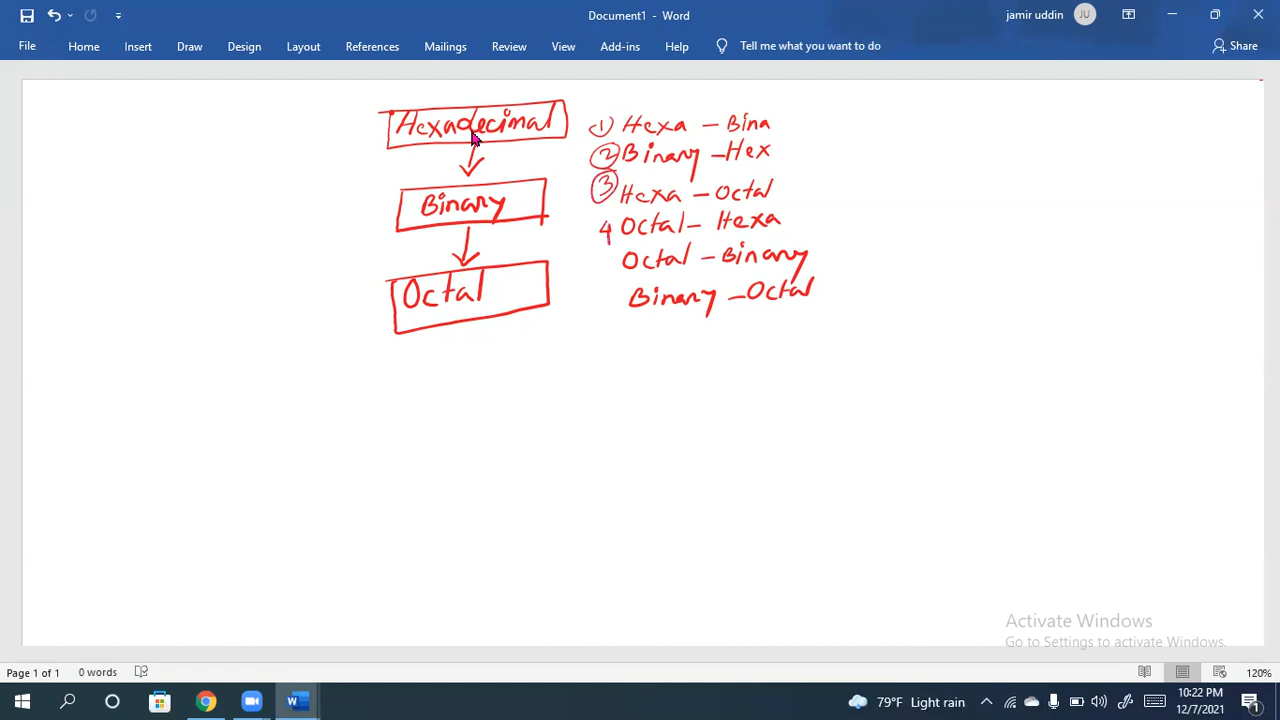 Document1 - Word
jamir uddin
JU
File
Home
Insert
Draw
Design
Layout
References
Mailings
Review
View
Add-ins
Help
Tell me what you want to do
Share
Hexadecimal
Binary
Octal
1 Hexa - Bina
2 Binary - Hex
3 Hexa - Octal
4 Octal - Hexa
Octal - Binary
Binary - Octal
Activate Windows
Go to Settings to activate Windows.
Page 1 of 1
0 words
120%
79°F Light rain
10:22 PM
12/7/2021
1